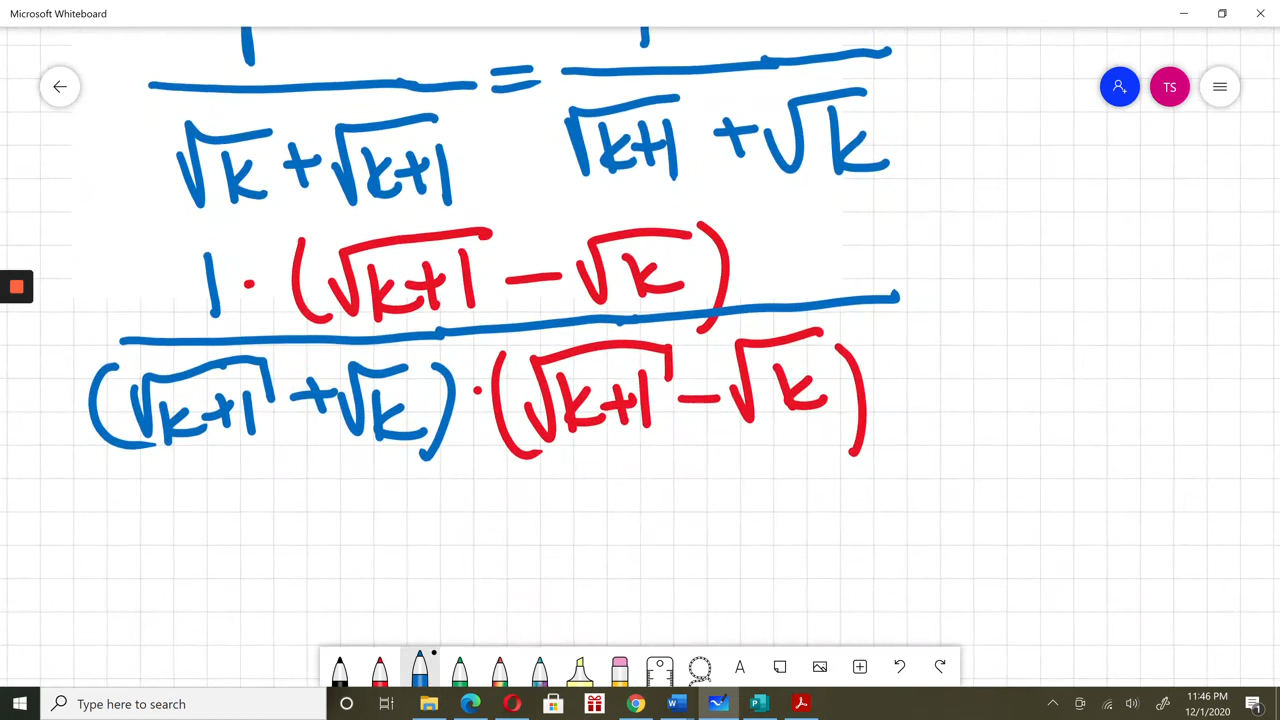 Microsoft Whiteboard
TS
1 = 1
√k + √k+1 √k+1 + √k
1 · (√k+1 − √k)
(√k+1 + √k) · (√k+1 − √k)
A
Type here to search
W
11:46 PM
12/1/2020